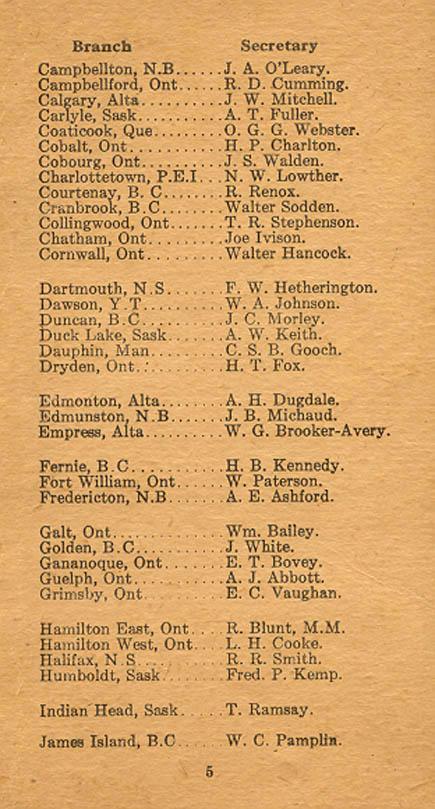 Branch Secretary
Campbellton, N.B......J. A. O'Leary.
Campbellford, Ont.....R. D. Cumming.
Calgary, Alta..........J. W. Mitchell.
Carlyle, Sask..........A. T. Fuller.
Coaticook, Que........O. G. G. Webster.
Cobalt, Ont............H. P. Charlton.
Cobourg, Ont..........J. S. Walden.
Charlottetown, P.E.I...N. W. Lowther.
Courtenay, B. C........R. Renox.
Cranbrook, B.C........Walter Sodden.
Collingwood, Ont......T. R. Stephenson.
Chatham, Ont..........Joe Ivison.
Cornwall, Ont..........Walter Hancock.
Dartmouth, N.S.......F. W. Hetherington.
Dawson, Y.T...........W. A. Johnson.
Duncan, B.C...........J. C. Morley.
Duck Lake, Sask.......A. W. Keith.
Dauphin, Man.........C. S. B. Gooch.
Dryden, Ont...........H. T. Fox.
Edmonton, Alta........A. H. Dugdale.
Edmunston, N.B.......J. B. Michaud.
Empress, Alta..........W. G. Brooker-Avery.
Fernie, B.C............H. B. Kennedy.
Fort William, Ont......W. Paterson.
Fredericton, N.B.......A. E. Ashford.
Galt, Ont..............Wm. Bailey.
Golden, B.C............J. White.
Gananoque, Ont........E. T. Bovey.
Guelph, Ont............A. J. Abbott.
Grimsby, Ont..........E. C. Vaughan.
Hamilton East, Ont....R. Blunt, M.M.
Hamilton West, Ont....L. H. Cooke.
Halifax, N.S...........R. R. Smith.
Humboldt, Sask........Fred. P. Kemp.
Indian Head, Sask.....T. Ramsay.
James Island, B.C.....W. C. Pamplin.
5